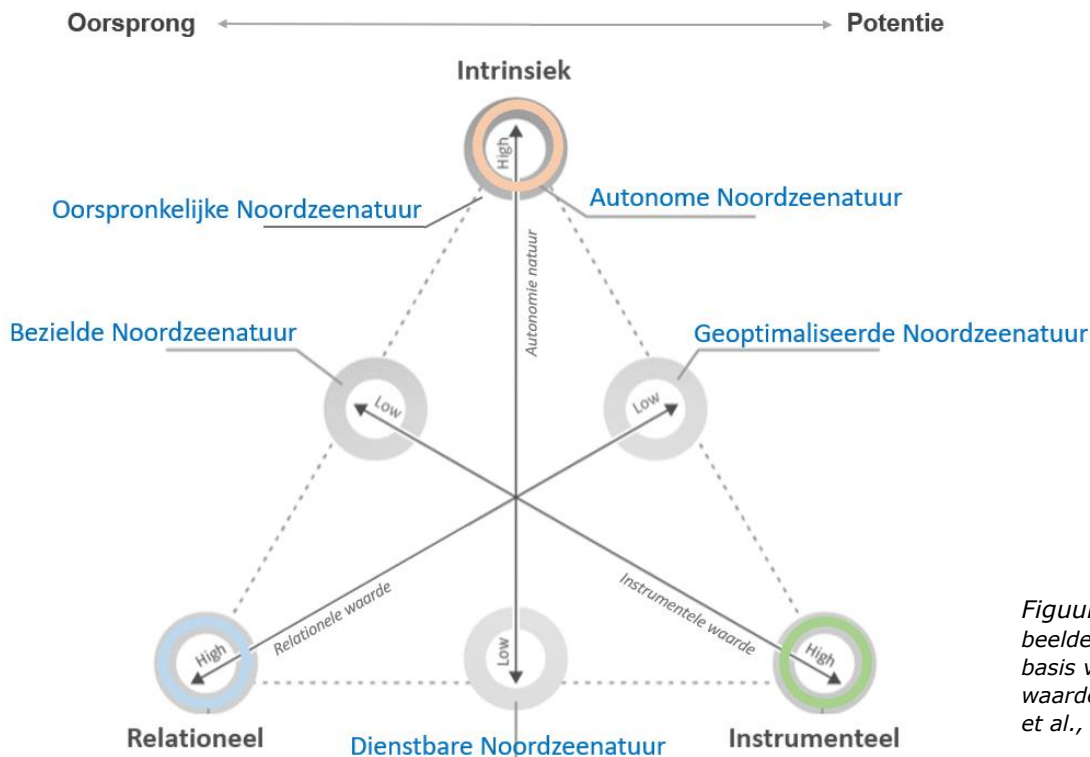 Oorsprong
Potentie
Intrinsiek
High
Oorspronkelijke Noordzeenatuur
Autonome Noordzeenatuur
Autonomie natuur
Bezielde Noordzeenatuur
Geoptimaliseerde Noordzeenatuur
Low
Low
Relationele waarde
Instrumentele waarde
High
Low
High
Relationeel
Dienstbare Noordzeenatuur
Instrumenteel
Figuur
beelde
basis v
waarde
et al.,